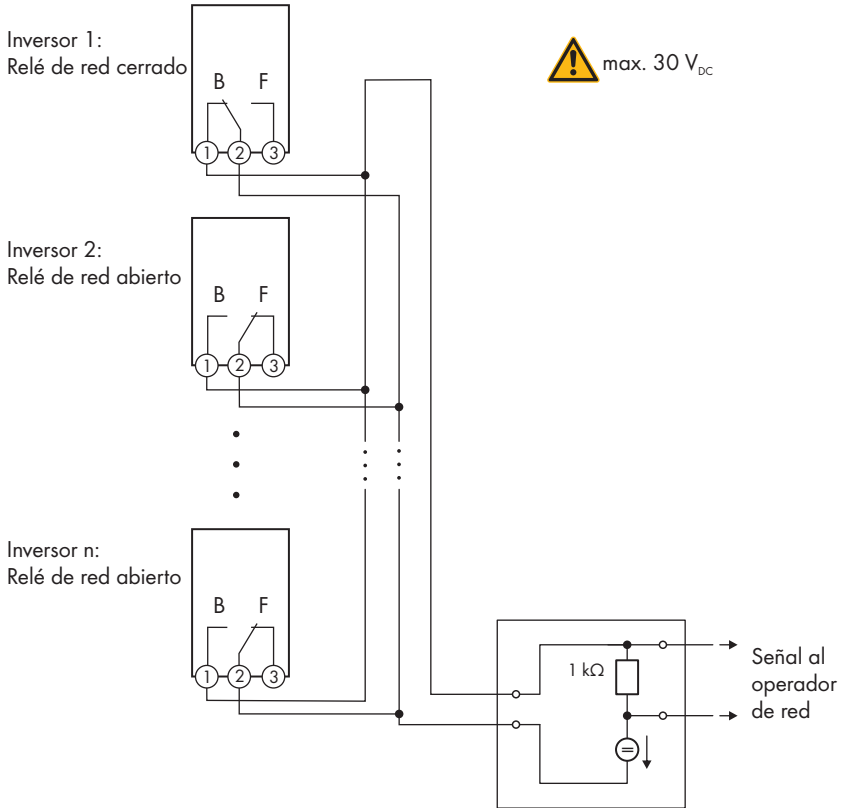 Inversor 1:
Relé de red cerrado
max. 30 V_DC
B F
1 2 3
Inversor 2:
Relé de red abierto
B F
1 2 3
Inversor n:
Relé de red abierto
B F
1 2 3
1 kΩ
Señal al
operador
de red